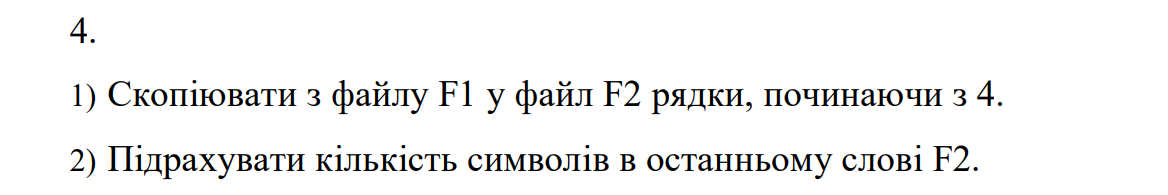 4.
1) Скопіювати з файлу F1 у файл F2 рядки, починаючи з 4.
2) Підрахувати кількість символів в останньому слові F2.